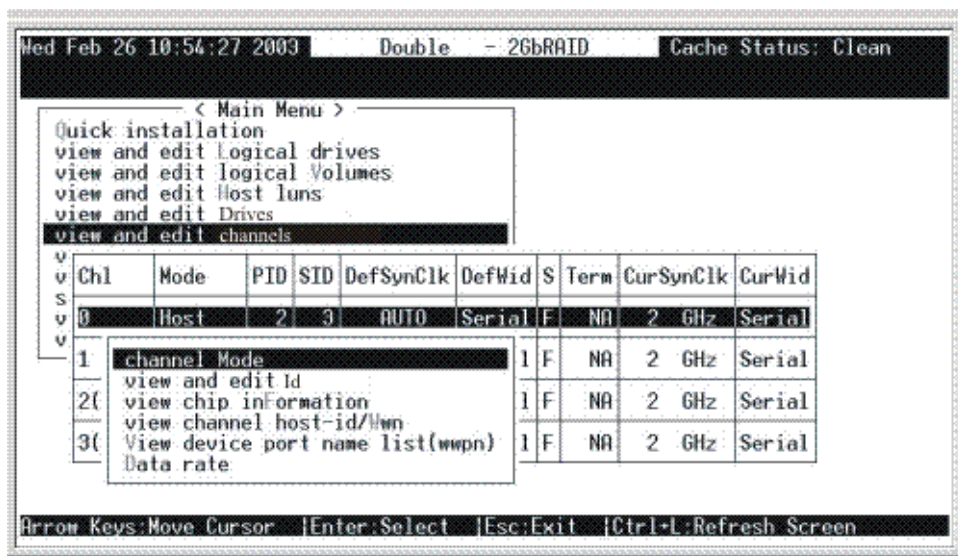 Wed Feb 26 10:54:27 2003 Double - 2GbRAID Cache Status: Clean
< Main Menu >
Quick installation
view and edit Logical drives
view and edit logical Volumes
view and edit Host luns
view and edit Drives
view and edit channels
v
v Chl Mode PID SID DefSynClk DefWid S Term CurSynClk CurWid
s
v 0 Host 2 3 AUTO Serial F NA 2 GHz Serial
v
1 channel Mode l F NA 2 GHz Serial
view and edit Id
2( view chip inFormation l F NA 2 GHz Serial
view channel host-id/Wwn
3( View device port name list(wwpn) l F NA 2 GHz Serial
Data rate
Arrow Keys:Move Cursor |Enter:Select |Esc:Exit |Ctrl+L:Refresh Screen